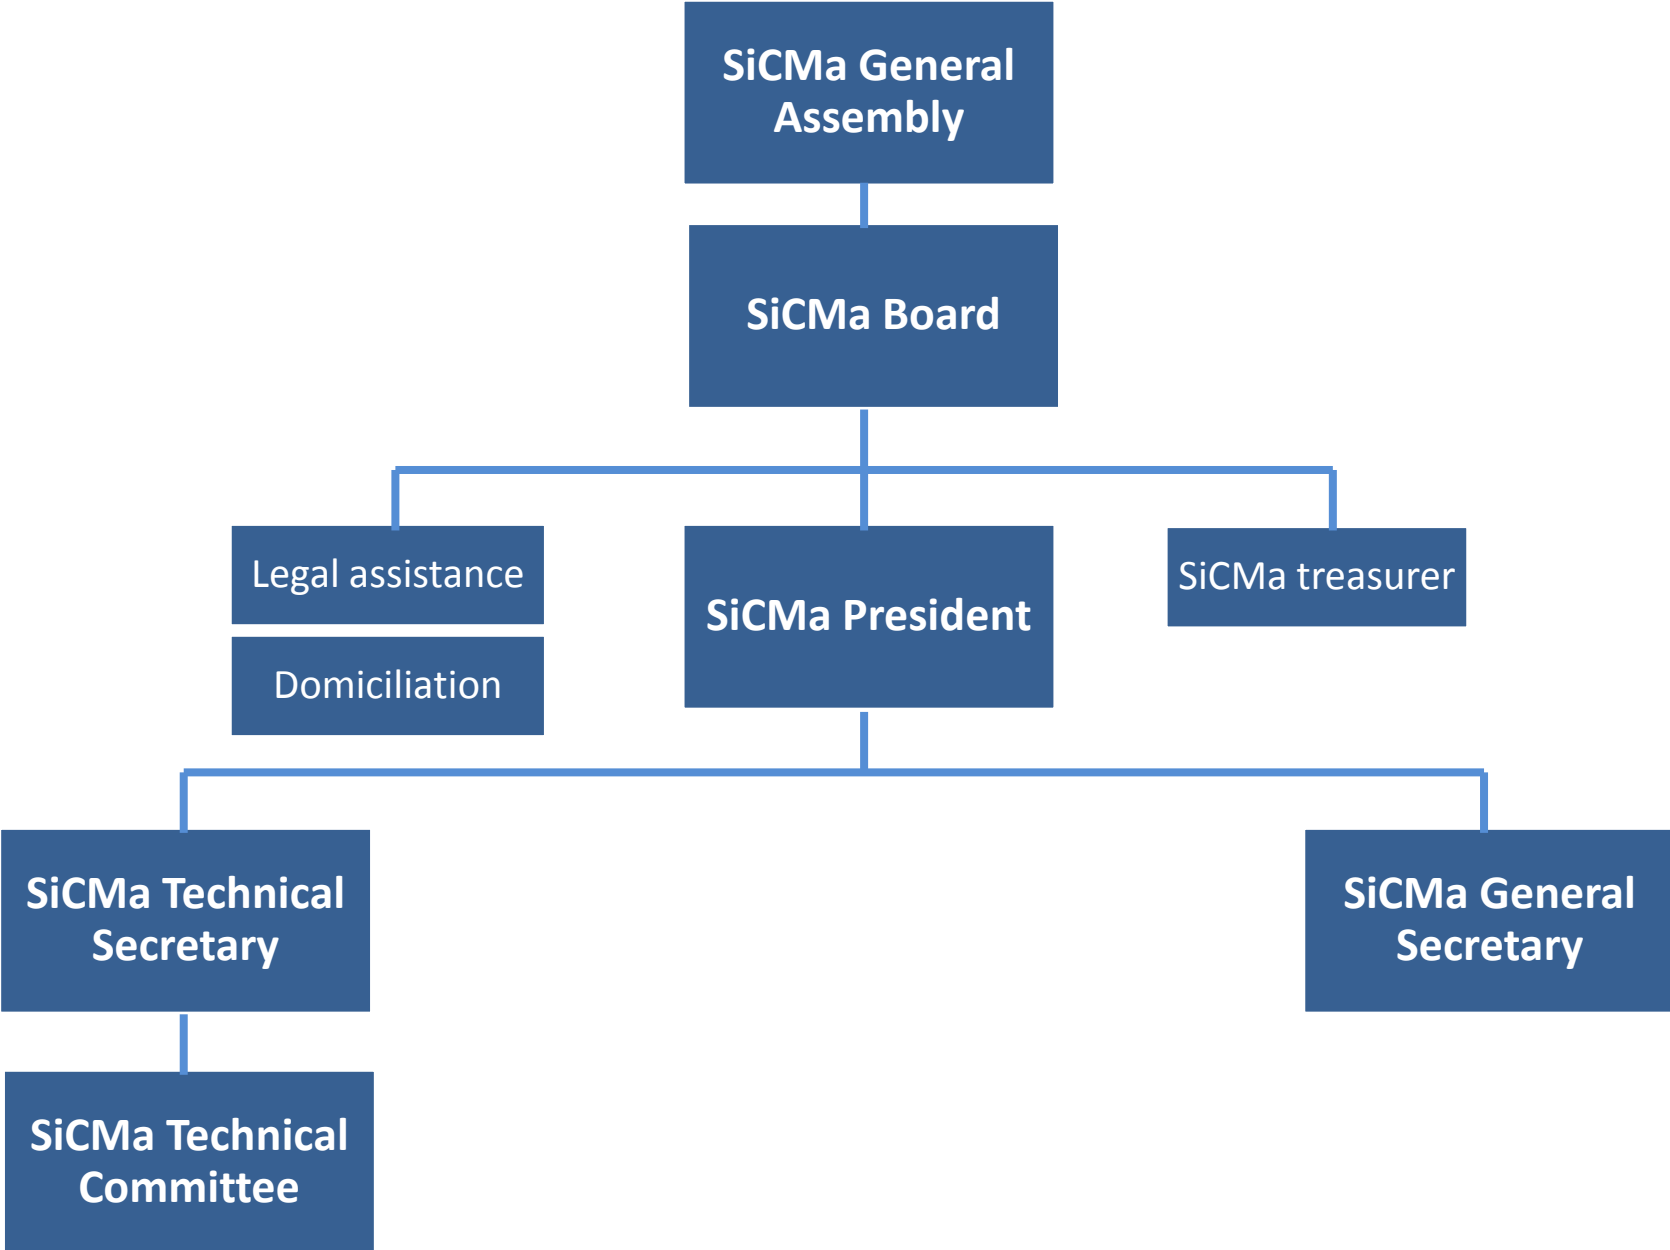 SiCMa General
Assembly
SiCMa Board
Legal assistance
Domiciliation
SiCMa President
SiCMa treasurer
SiCMa Technical
Secretary
SiCMa General
Secretary
SiCMa Technical
Committee